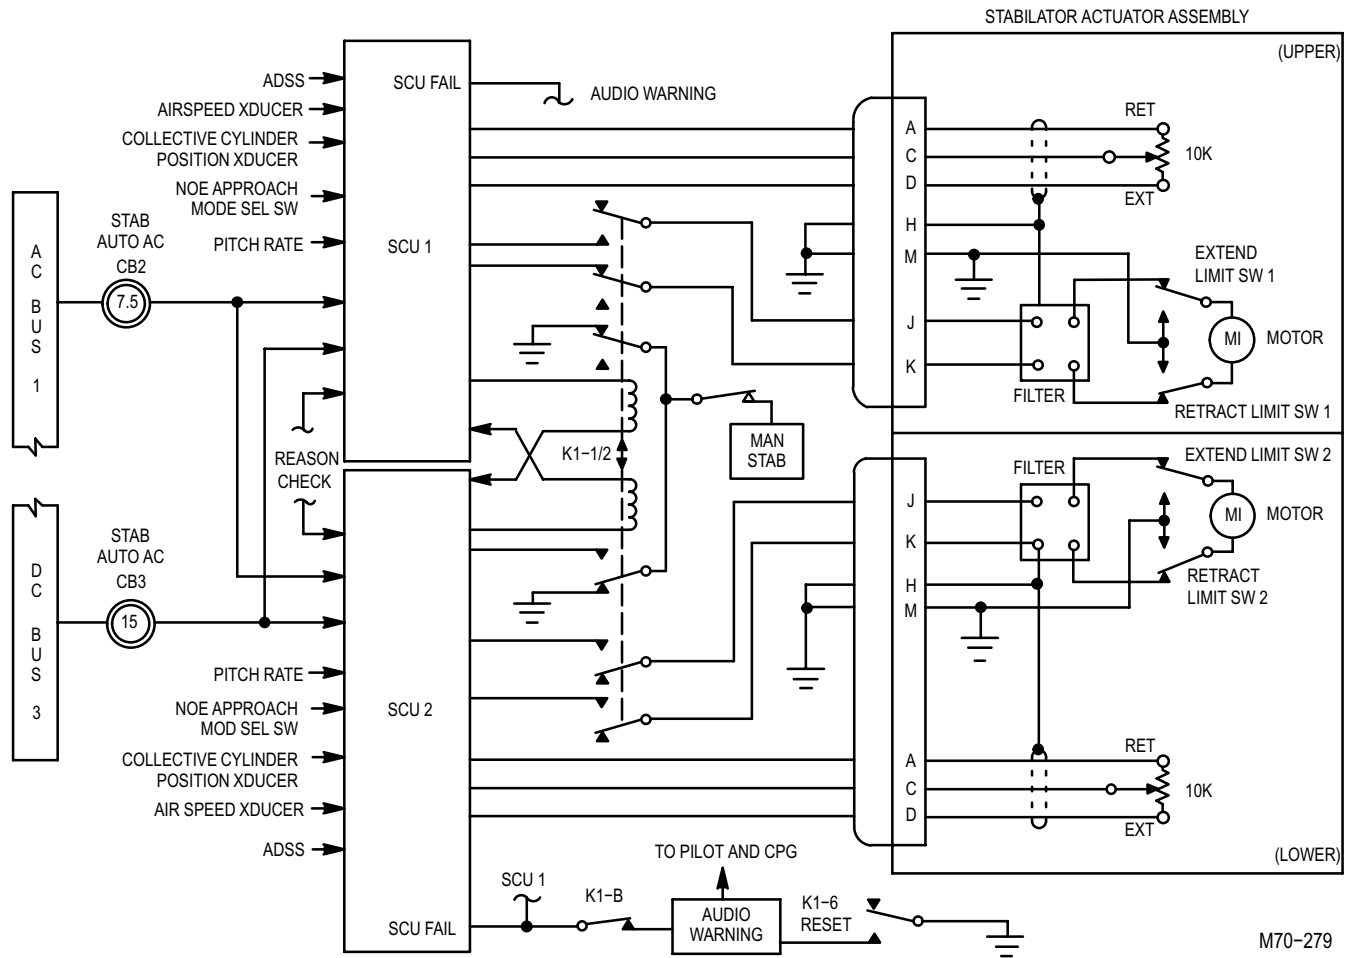 STABILATOR ACTUATOR ASSEMBLY
(UPPER)
ADSS
SCU FAIL
AUDIO WARNING
AIRSPEED XDUCER
COLLECTIVE CYLINDER
POSITION XDUCER
NOE APPROACH
MODE SEL SW
PITCH RATE
SCU 1
A
C
D
H
M
J
K
RET
10K
EXT
EXTEND
LIMIT SW 1
MI
MOTOR
FILTER
RETRACT LIMIT SW 1
AC BUS 1
STAB
AUTO AC
CB2
7.5
REASON
CHECK
K1-1/2
MAN
STAB
DC BUS 3
STAB
AUTO AC
CB3
15
FILTER
EXTEND LIMIT SW 2
MI
MOTOR
RETRACT
LIMIT SW 2
J
K
H
M
A
C
D
RET
10K
EXT
(LOWER)
PITCH RATE
NOE APPROACH
MOD SEL SW
SCU 2
COLLECTIVE CYLINDER
POSITION XDUCER
AIR SPEED XDUCER
ADSS
SCU FAIL
SCU 1
K1-B
TO PILOT AND CPG
AUDIO
WARNING
K1-6
RESET
M70-279